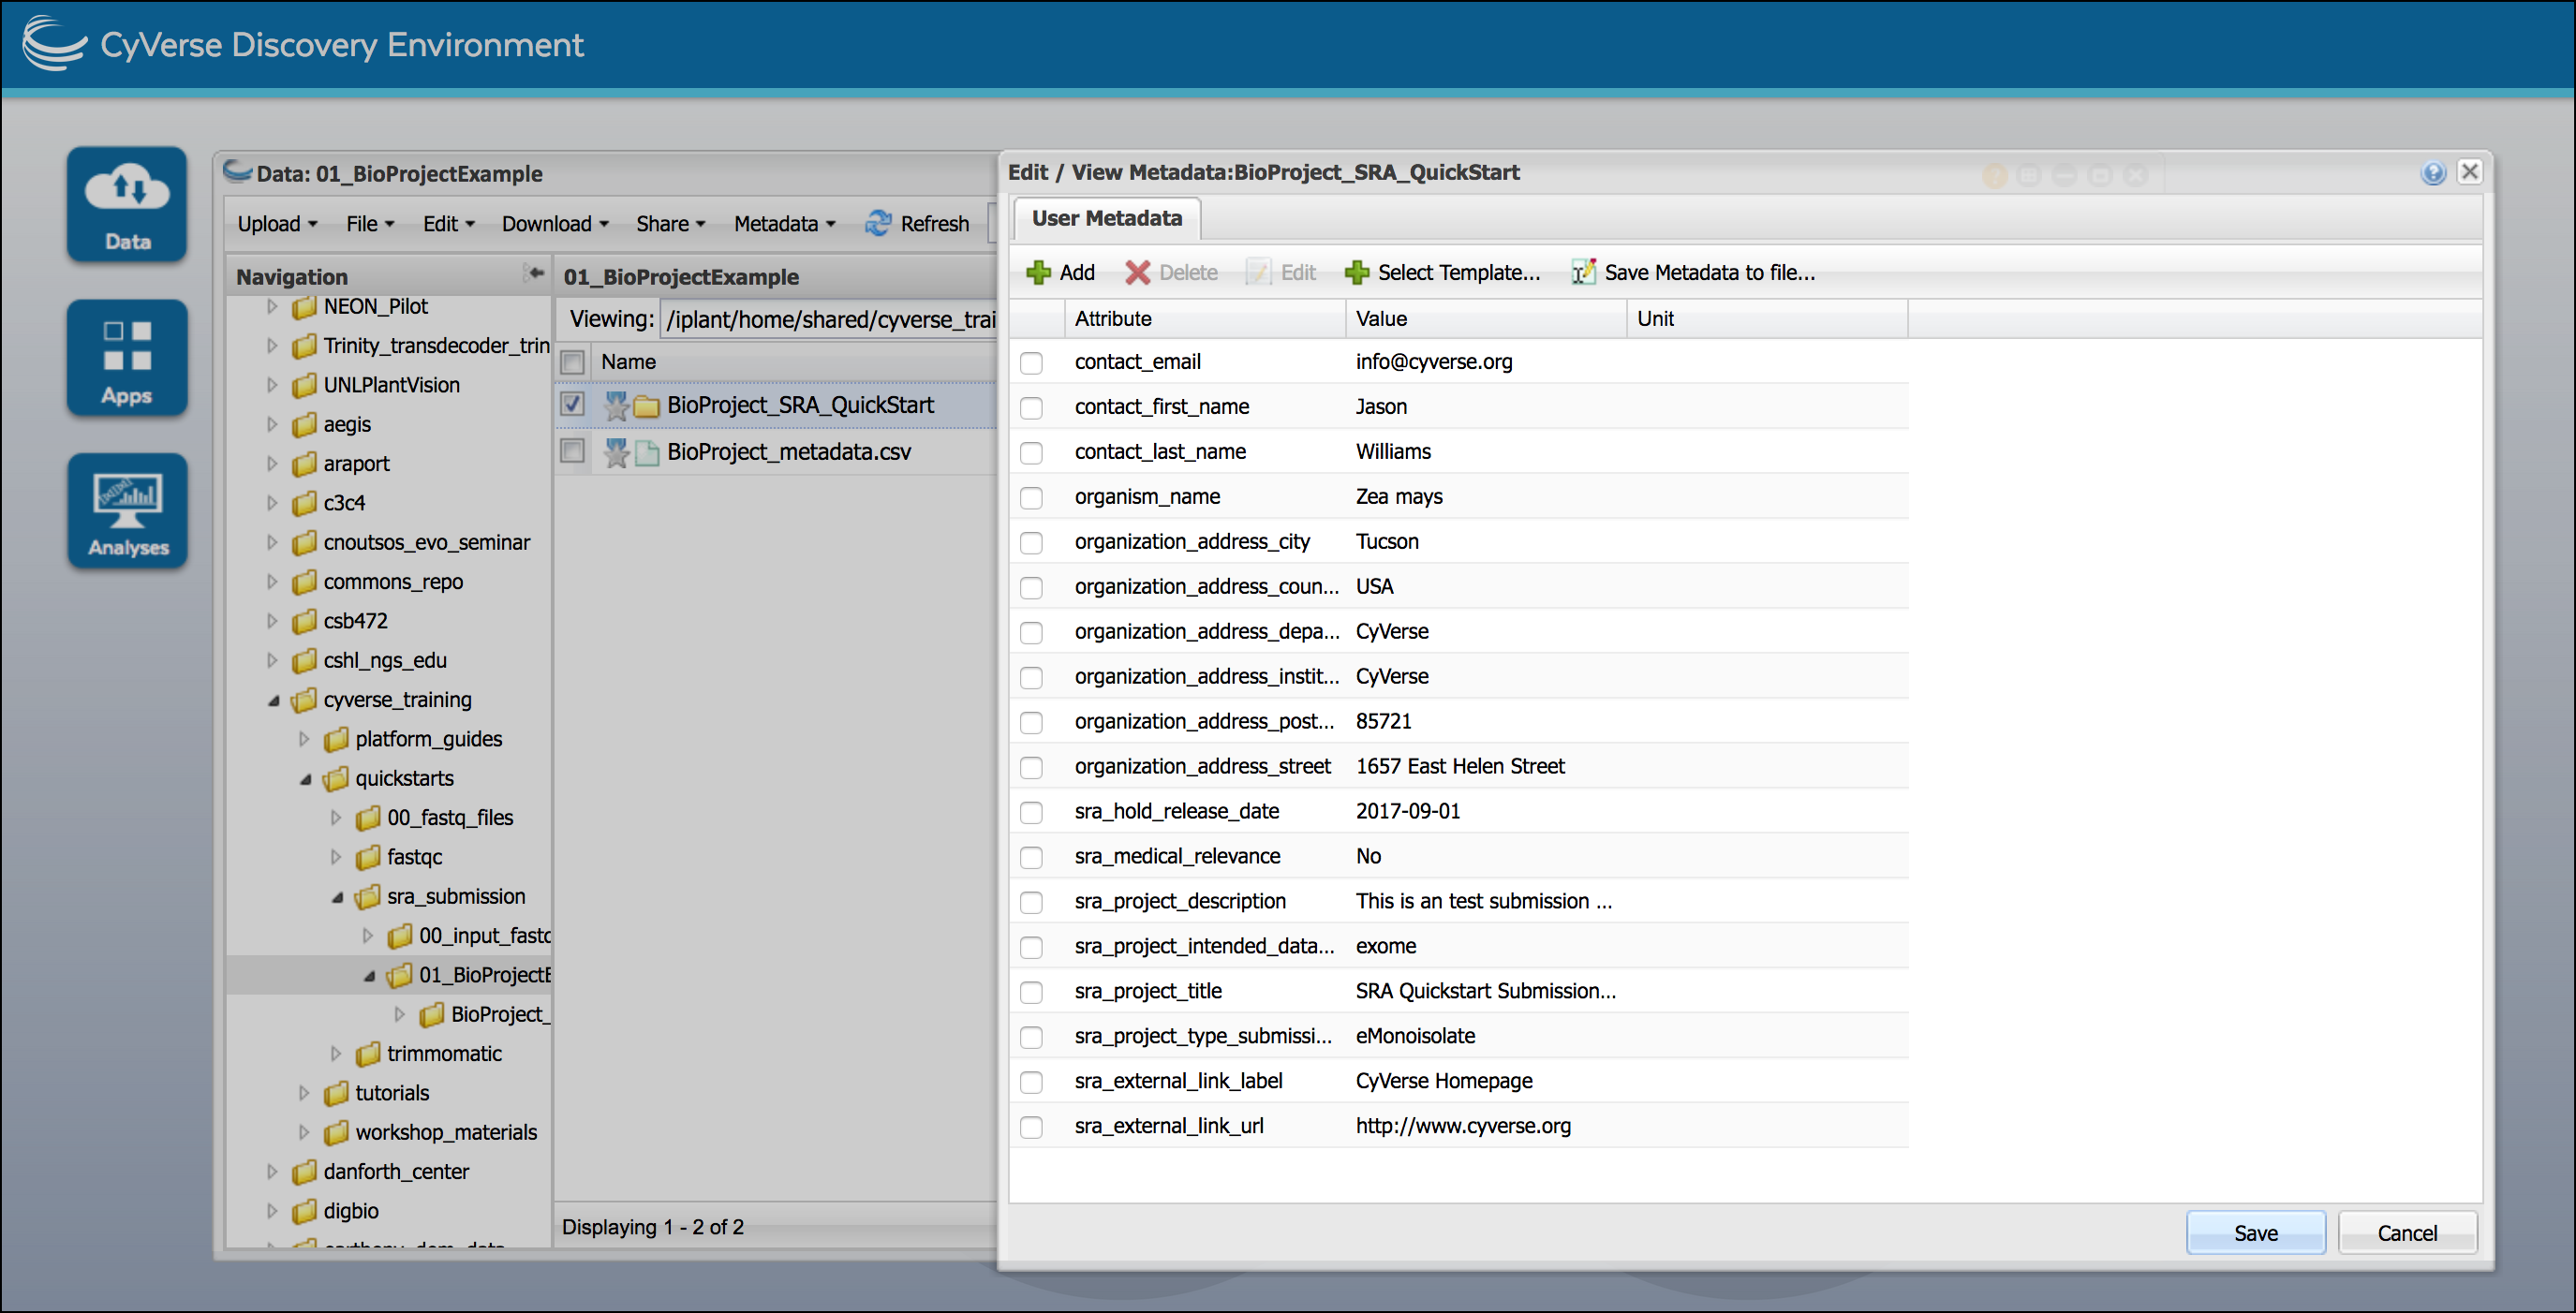 CyVerse Discovery Environment
Data
Apps
Analyses
Data: 01_BioProjectExample
Upload File Edit Download Share Metadata Refresh
Navigation
NEON_Pilot
Trinity_transdecoder_trin
UNLPlantVision
aegis
araport
c3c4
cnoutsos_evo_seminar
commons_repo
csb472
cshl_ngs_edu
cyverse_training
platform_guides
quickstarts
00_fastq_files
fastqc
sra_submission
00_input_fastq
01_BioProjectE
BioProject_
trimmomatic
tutorials
workshop_materials
danforth_center
digbio
01_BioProjectExample
Viewing: /iplant/home/shared/cyverse_trai
Name
BioProject_SRA_QuickStart
BioProject_metadata.csv
Displaying 1 - 2 of 2
Edit / View Metadata:BioProject_SRA_QuickStart
User Metadata
Add Delete Edit Select Template... Save Metadata to file...
Attribute Value Unit
contact_email info@cyverse.org
contact_first_name Jason
contact_last_name Williams
organism_name Zea mays
organization_address_city Tucson
organization_address_coun... USA
organization_address_depa... CyVerse
organization_address_instit... CyVerse
organization_address_post... 85721
organization_address_street 1657 East Helen Street
sra_hold_release_date 2017-09-01
sra_medical_relevance No
sra_project_description This is an test submission ...
sra_project_intended_data... exome
sra_project_title SRA Quickstart Submission...
sra_project_type_submissi... eMonoisolate
sra_external_link_label CyVerse Homepage
sra_external_link_url http://www.cyverse.org
Save Cancel